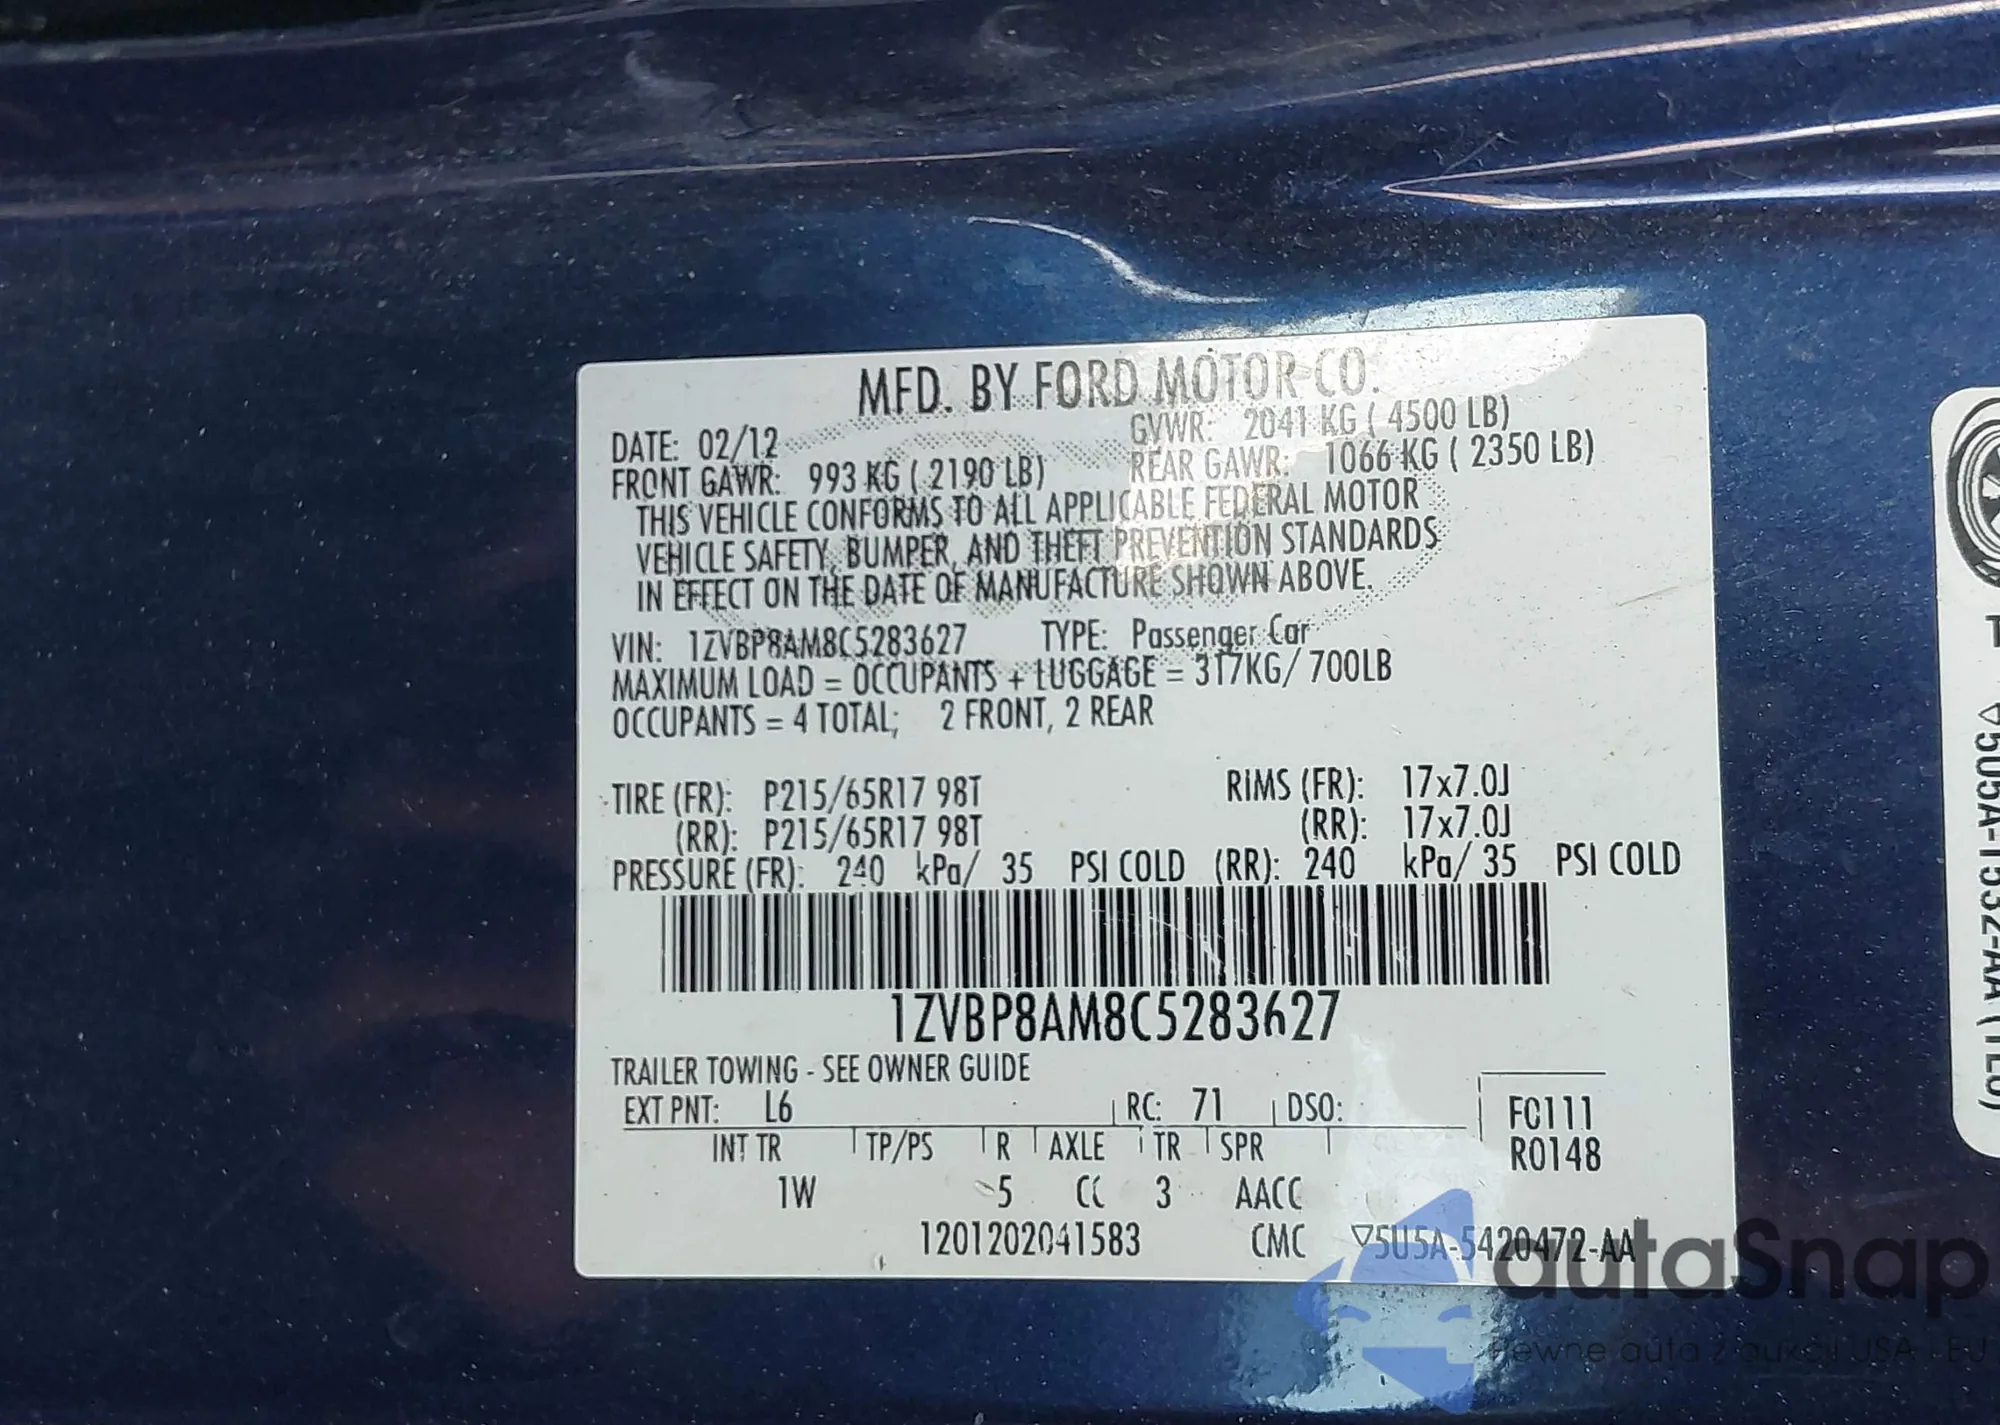 MFD. BY FORD MOTOR CO.
DATE: 02/12 GVWR: 2041 KG ( 4500 LB)
FRONT GAWR: 993 KG ( 2190 LB) REAR GAWR: 1066 KG ( 2350 LB)
THIS VEHICLE CONFORMS TO ALL APPLICABLE FEDERAL MOTOR
VEHICLE SAFETY, BUMPER, AND THEFT PREVENTION STANDARDS
IN EFFECT ON THE DATE OF MANUFACTURE SHOWN ABOVE.
VIN: 1ZVBP8AM8C5283627 TYPE: Passenger Car
MAXIMUM LOAD = OCCUPANTS + LUGGAGE = 317KG/ 700LB
OCCUPANTS = 4 TOTAL; 2 FRONT, 2 REAR
TIRE (FR): P215/65R17 98T RIMS (FR): 17x7.0J
(RR): P215/65R17 98T (RR): 17x7.0J
PRESSURE (FR): 240 kPa/ 35 PSI COLD (RR): 240 kPa/ 35 PSI COLD
1ZVBP8AM8C5283627
TRAILER TOWING - SEE OWNER GUIDE
EXT PNT: L6 RC: 71 DSO: FC111
R0148
INT TR TP/PS R AXLE TR SPR
1W 5 CC 3 AACC
1201202041583 CMC ▽5U5A-5420472-AA
autaSnap
Pewne auta z aukcji USA i EU